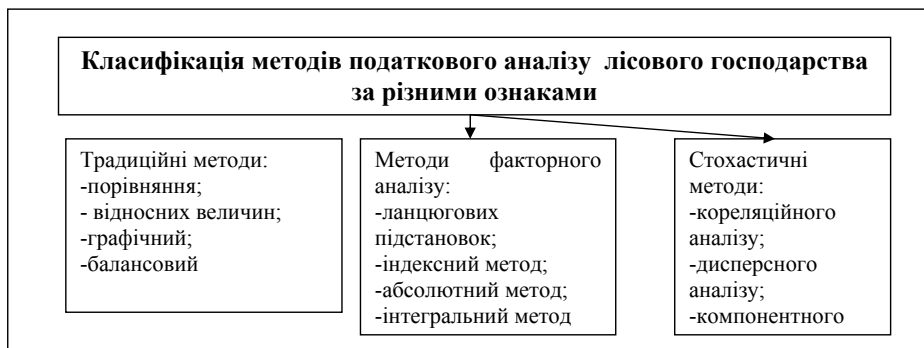 Класифікація методів податкового аналізу лісового господарства
за різними ознаками
Традиційні методи:
-порівняння;
- відносних величин;
-графічний;
-балансовий
Методи факторного
аналізу:
-ланцюгових
підстановок;
-індексний метод;
-абсолютний метод;
-інтегральний метод
Стохастичні
методи:
-кореляційного
аналізу;
-дисперсного
аналізу;
-компонентного